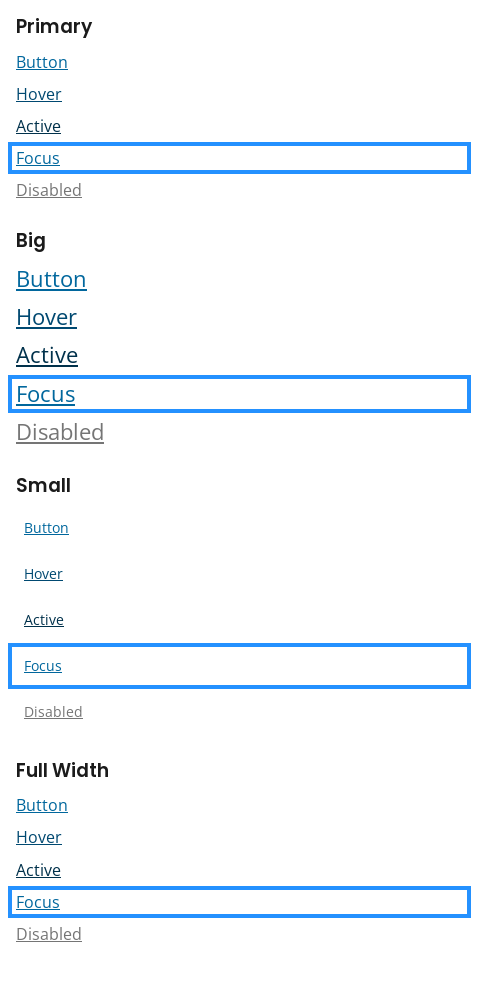 Primary
Button
Hover
Active
Focus
Disabled
Big
Button
Hover
Active
Focus
Disabled
Small
Button
Hover
Active
Focus
Disabled
Full Width
Button
Hover
Active
Focus
Disabled